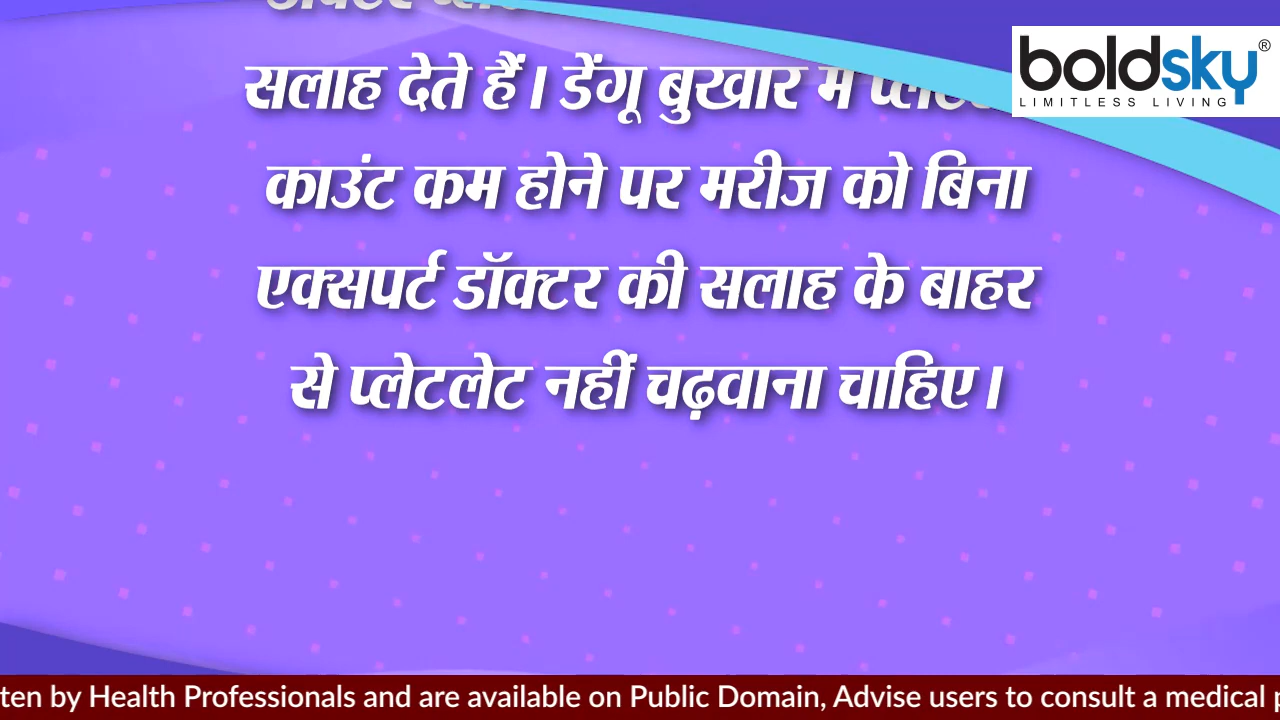 boldsky®
LIMITLESS LIVING
सलाह देते हैं। डेंगू बुखार में
काउंट कम होने पर मरीज को बिना
एक्सपर्ट डॉक्टर की सलाह के बाहर
से प्लेटलेट नहीं चढ़वाना चाहिए।
ten by Health Professionals and are available on Public Domain, Advise users to consult a medical